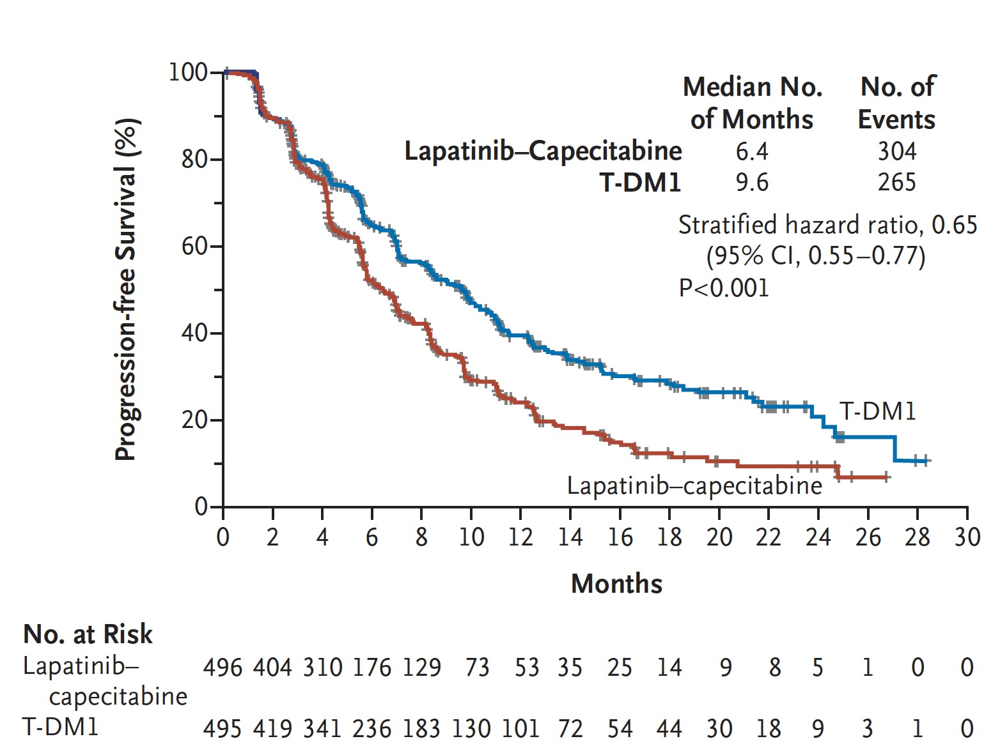 Progression-free Survival (%)
100
80
60
40
20
0
Median No. of Months No. of Events
Lapatinib–Capecitabine 6.4 304
T-DM1 9.6 265
Stratified hazard ratio, 0.65
(95% CI, 0.55–0.77)
P<0.001
T-DM1
Lapatinib–capecitabine
0 2 4 6 8 10 12 14 16 18 20 22 24 26 28 30
Months
No. at Risk
Lapatinib– 496 404 310 176 129 73 53 35 25 14 9 8 5 1 0 0
capecitabine
T-DM1 495 419 341 236 183 130 101 72 54 44 30 18 9 3 1 0